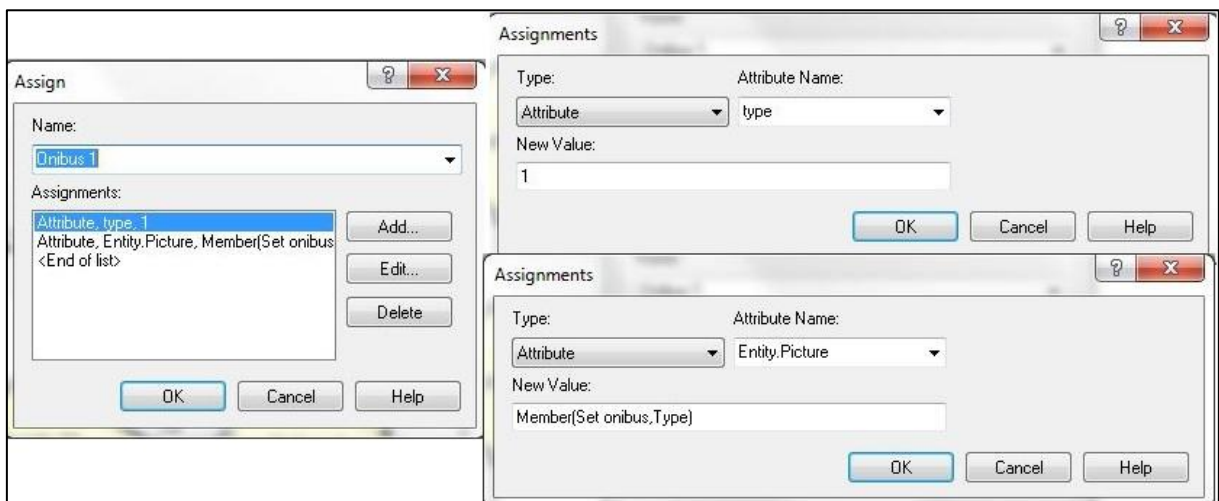 Assign
Name:
Onibus 1
Assignments:
Attribute, type, 1
Attribute, Entity.Picture, Member(Set onibus
<End of list>
Add...
Edit...
Delete
OK
Cancel
Help
Assignments
Type:
Attribute Name:
Attribute
type
New Value:
1
OK
Cancel
Help
Assignments
Type:
Attribute Name:
Attribute
Entity.Picture
New Value:
Member(Set onibus,Type)
OK
Cancel
Help